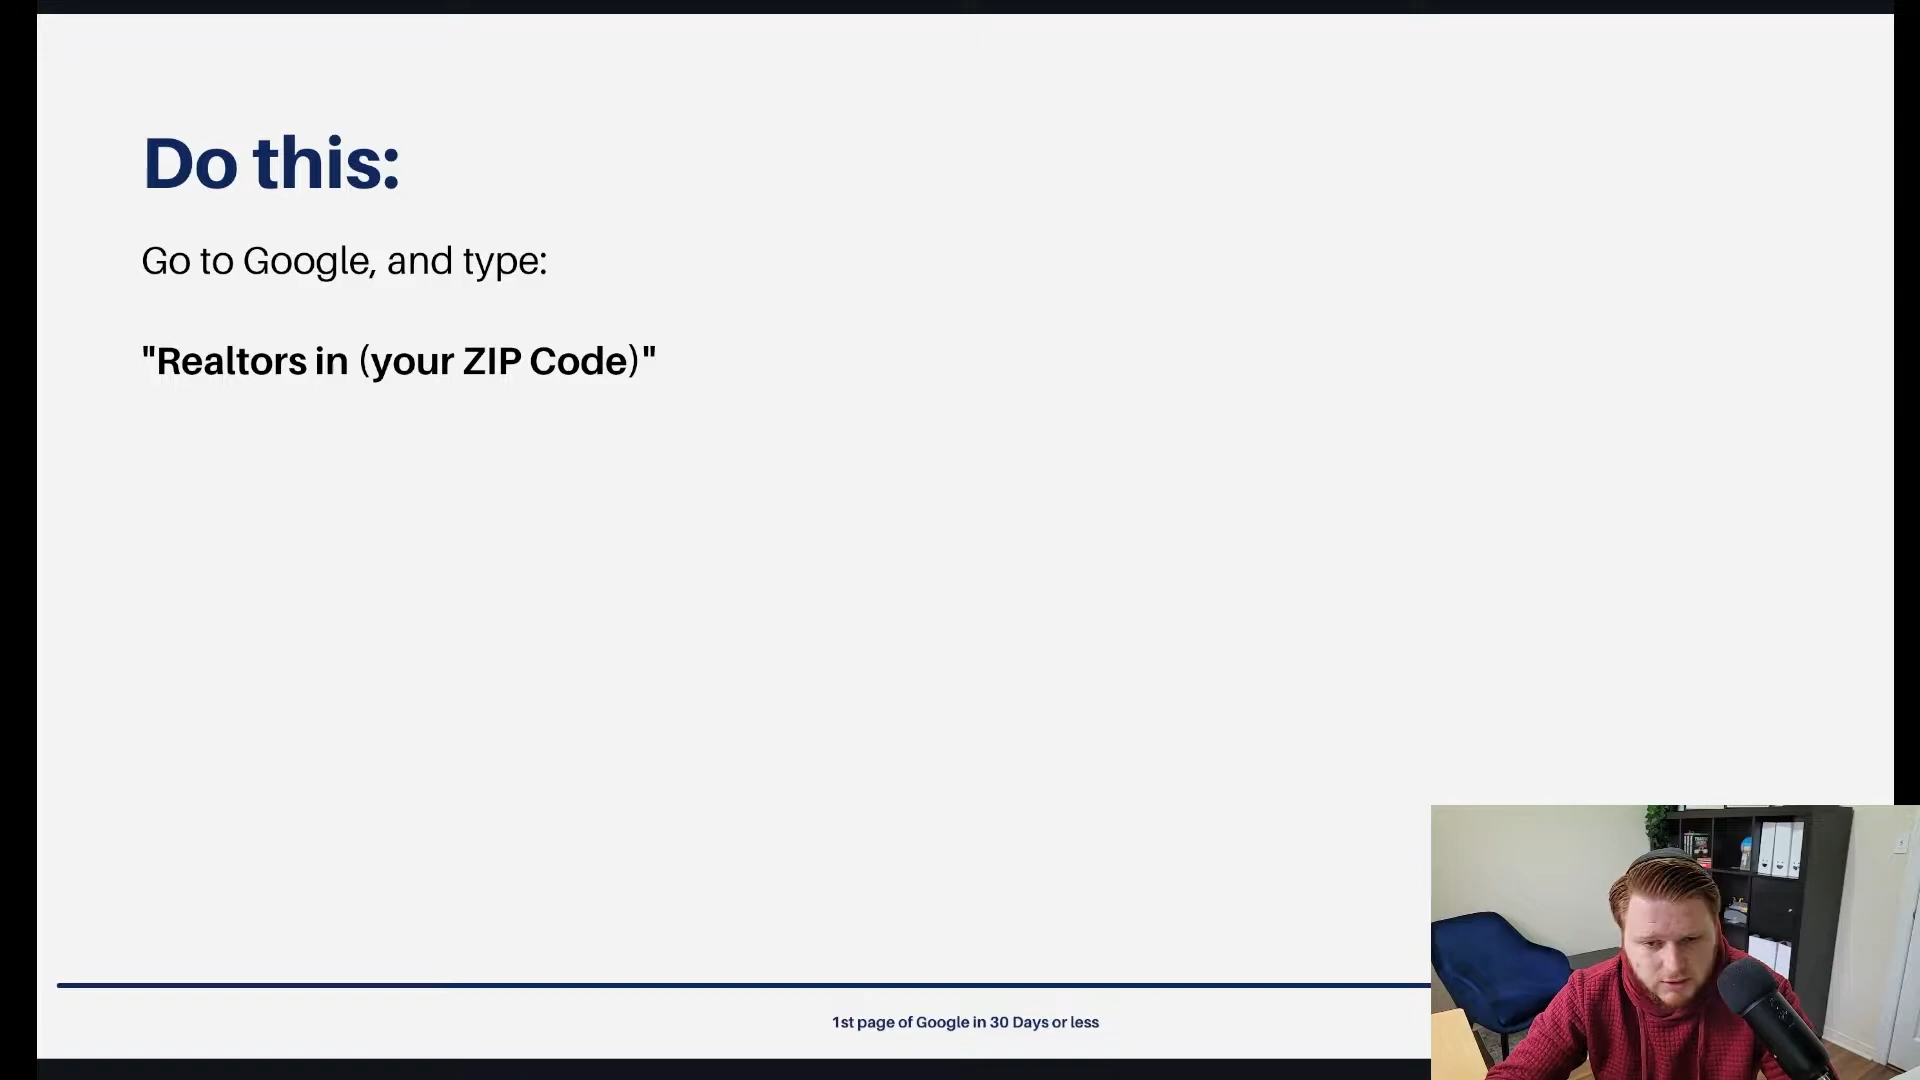 Do this:
Go to Google, and type:
"Realtors in (your ZIP Code)"
1st page of Google in 30 Days or less